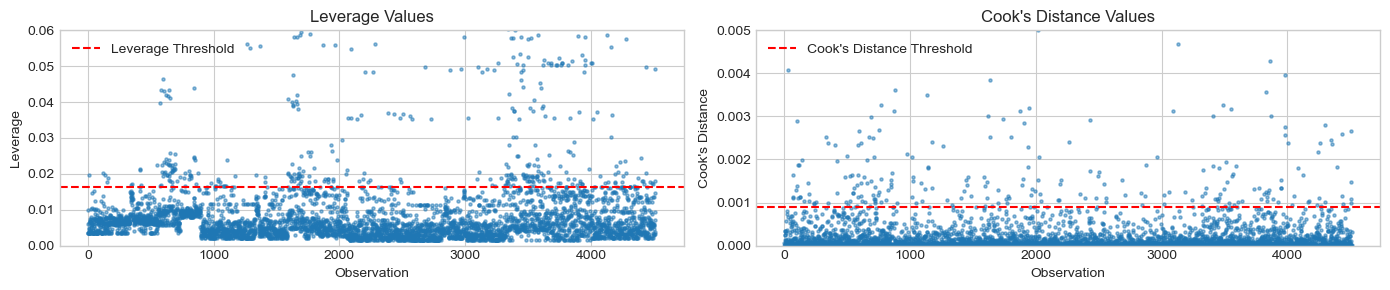 Leverage Values
Leverage Threshold
0.06
0.05
0.04
0.03
0.02
0.01
0.00
Leverage
0 1000 2000 3000 4000
Observation
Cook's Distance Values
Cook's Distance Threshold
0.005
0.004
0.003
0.002
0.001
0.000
Cook's Distance
0 1000 2000 3000 4000
Observation